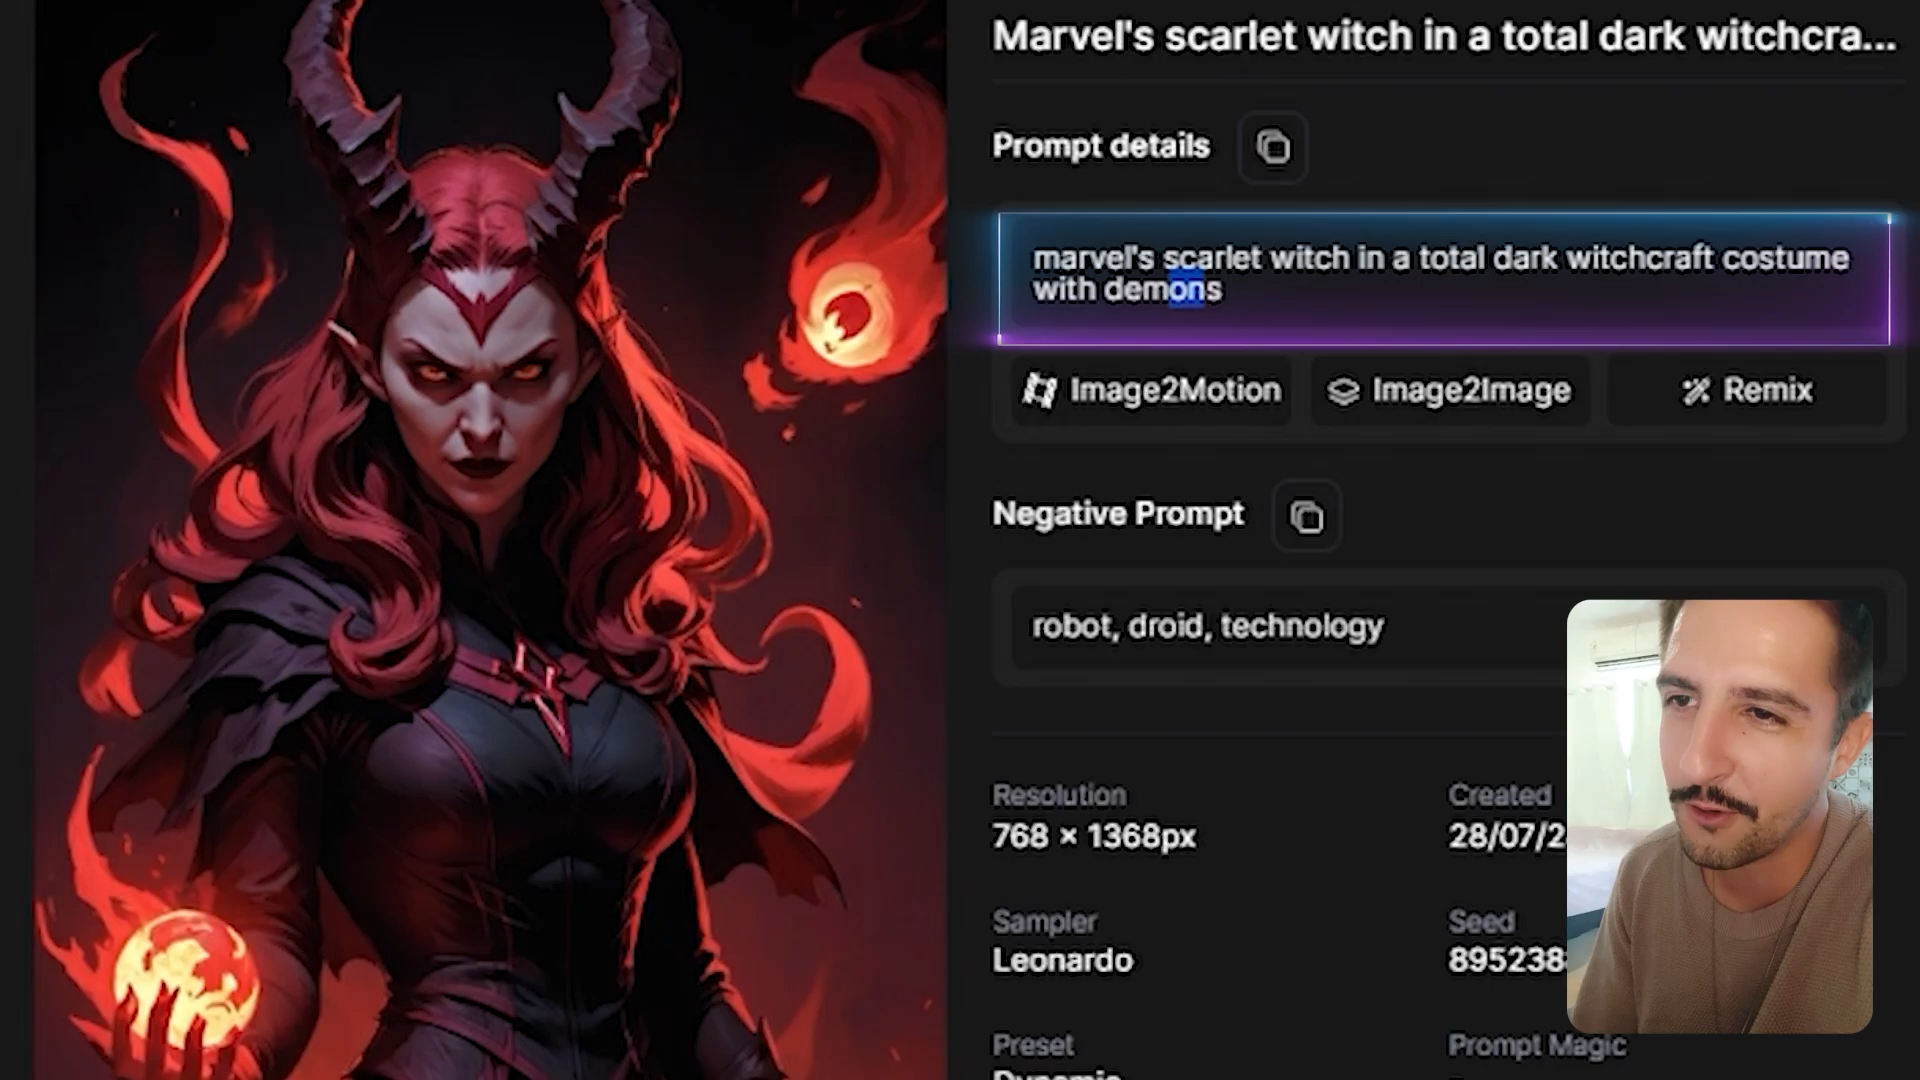 Marvel's scarlet witch in a total dark witchcra...
Prompt details
marvel's scarlet witch in a total dark witchcraft costume
with demons
Image2Motion
Image2Image
Remix
Negative Prompt
robot, droid, technology
Resolution
Created
768 × 1368px
28/07/2
Sampler
Seed
Leonardo
895238
Preset
Prompt Magic
Dynamic